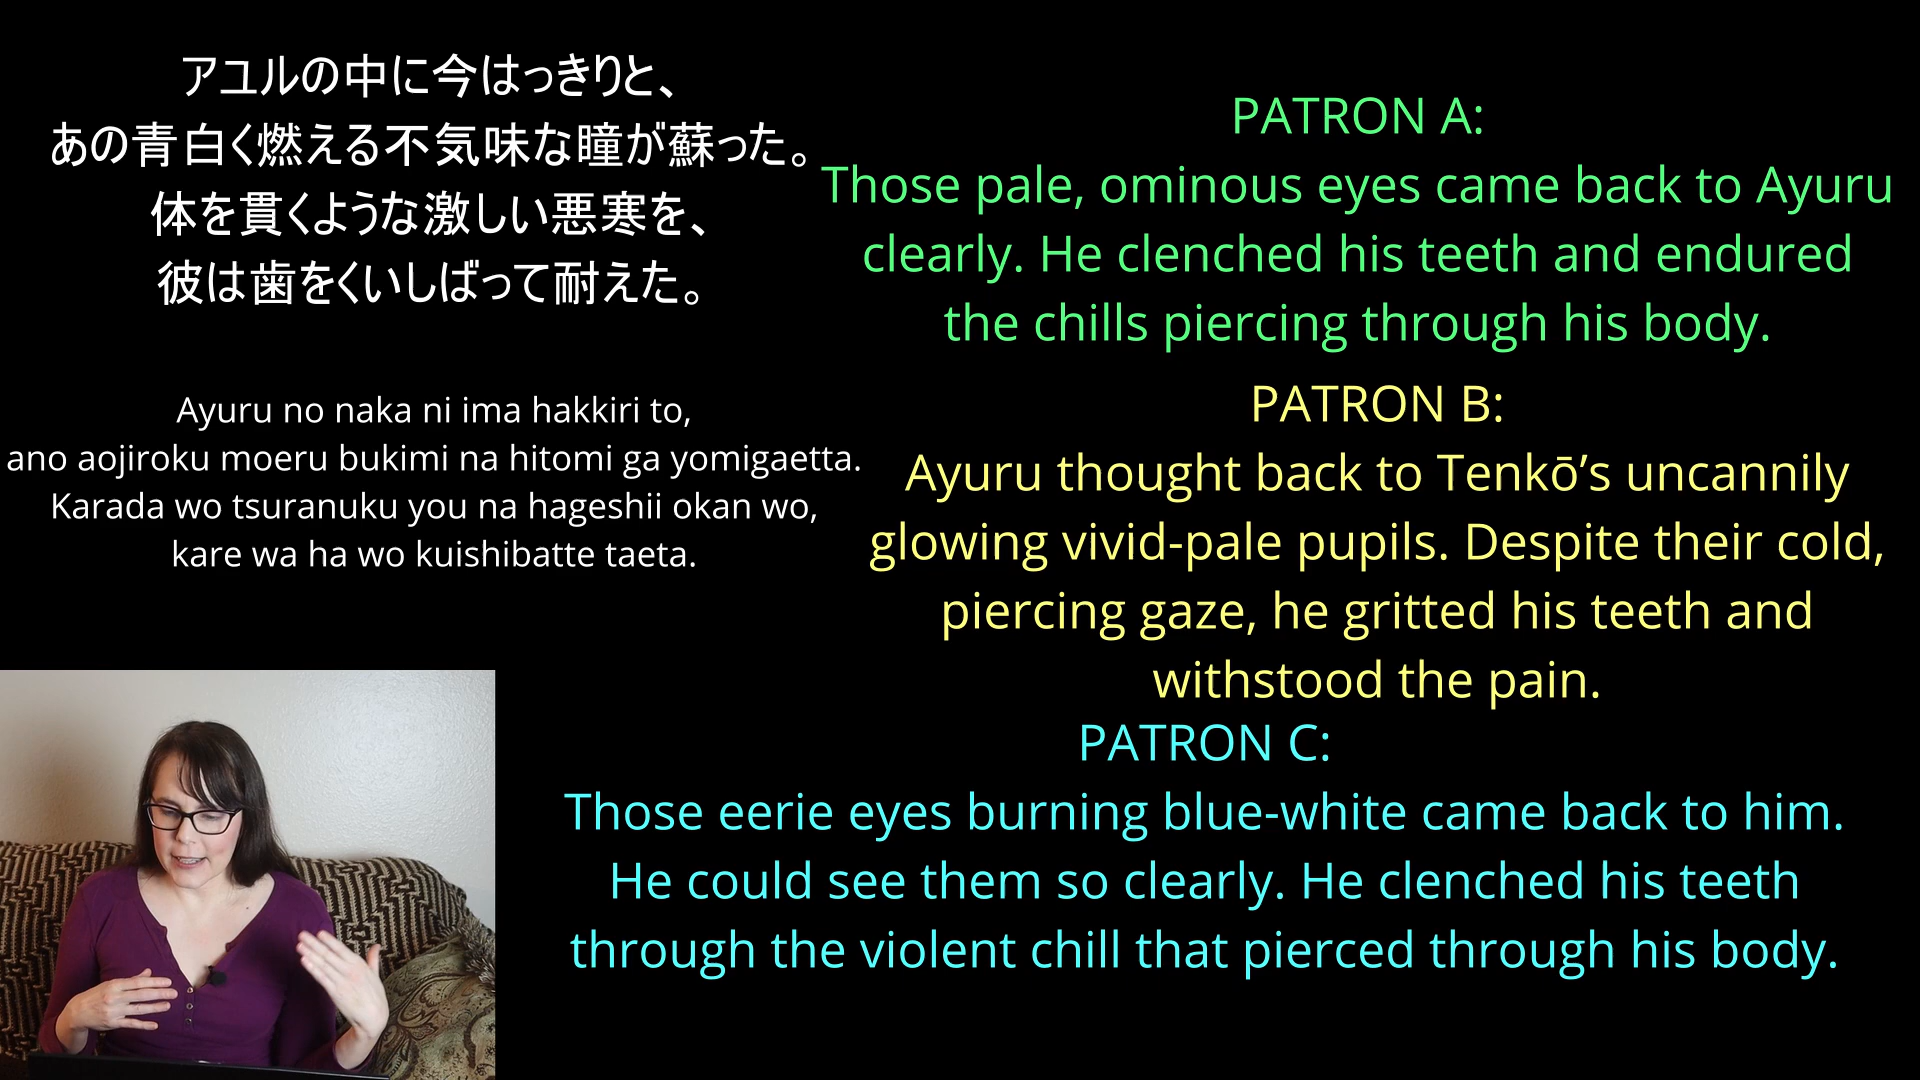 アユルの中に今はっきりと、
あの青白く燃える不気味な瞳が蘇った。
体を貫くような激しい悪寒を、
彼は歯をくいしばって耐えた。
Ayuru no naka ni ima hakkiri to,
ano aojiroku moeru bukimi na hitomi ga yomigaetta.
Karada wo tsuranuku you na hageshii okan wo,
kare wa ha wo kuishibatte taeta.
PATRON A:
Those pale, ominous eyes came back to Ayuru
clearly. He clenched his teeth and endured
the chills piercing through his body.
PATRON B:
Ayuru thought back to Tenkō’s uncannily
glowing vivid-pale pupils. Despite their cold,
piercing gaze, he gritted his teeth and
withstood the pain.
PATRON C:
Those eerie eyes burning blue-white came back to him.
He could see them so clearly. He clenched his teeth
through the violent chill that pierced through his body.